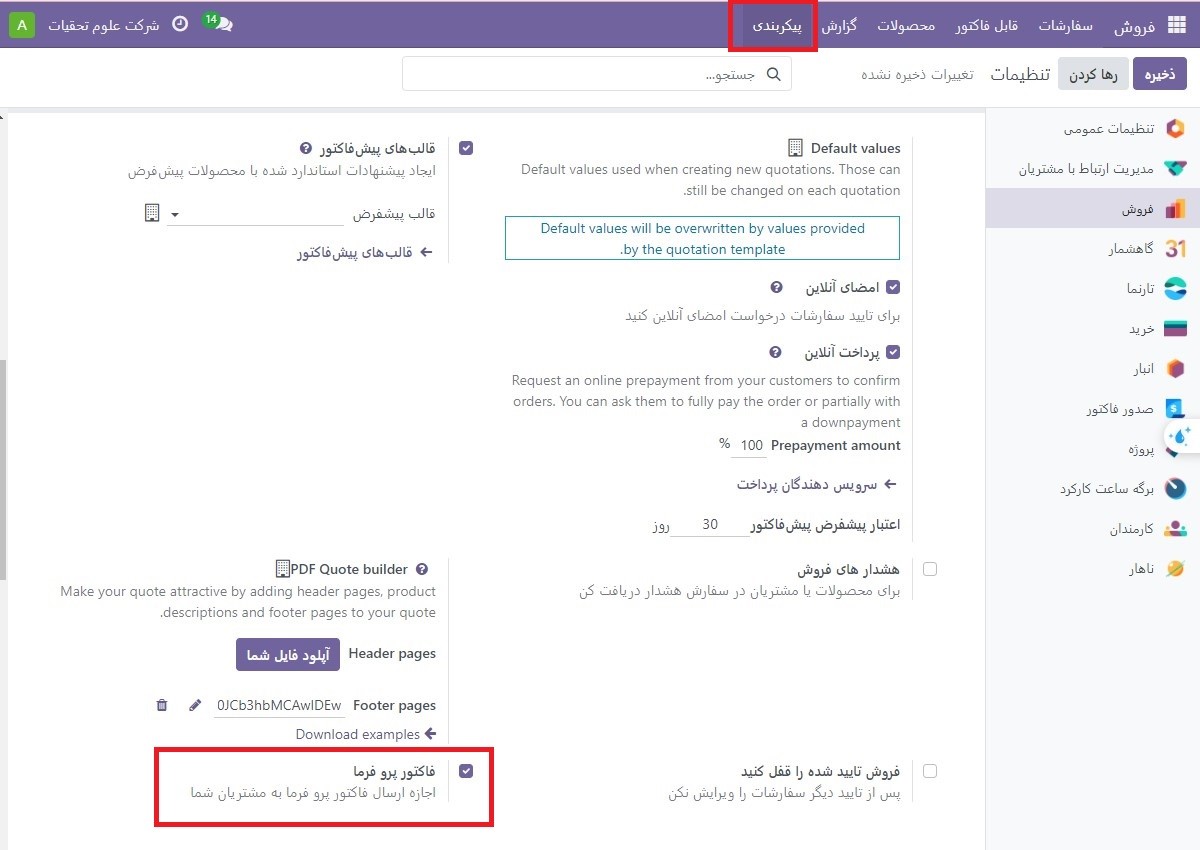 فروش
سفارشات
قابل فاکتور
محصولات
گزارش
پیکربندی
14
شرکت علوم تحقیات
A
ذخیره
رها کردن
تنظیمات
تغییرات ذخیره نشده
جستجو...
تنظیمات عمومی
مدیریت ارتباط با مشتریان
فروش
31 گاهشمار
تارنما
خرید
انبار
صدور فاکتور
پروژه
برگه ساعت کارکرد
کارمندان
ناهار
Default values
Default values used when creating new quotations. Those can
.still be changed on each quotation
Default values will be overwritten by values provided
.by the quotation template
امضای آنلاین
برای تایید سفارشات درخواست امضای آنلاین کنید
پرداخت آنلاین
Request an online prepayment from your customers to confirm
orders. You can ask them to fully pay the order or partially with
a downpayment
% 100 Prepayment amount
← سرویس دهندگان پرداخت
اعتبار پیشفرض پیش‌فاکتور 30 روز
قالب‌های پیش‌فاکتور
ایجاد پیشنهادات استاندارد شده با محصولات پیش‌فرض
قالب پیشفرض
← قالب‌های پیش‌فاکتور
هشدار های فروش
برای محصولات یا مشتریان در سفارش هشدار دریافت کن
PDF Quote builder
Make your quote attractive by adding header pages, product
.descriptions and footer pages to your quote
آپلود فایل شما Header pages
0JCb3hbMCAwIDEw Footer pages
Download examples ←
فروش تایید شده را قفل کنید
پس از تایید دیگر سفارشات را ویرایش نکن
فاکتور پرو فرما
اجازه ارسال فاکتور پرو فرما به مشتریان شما